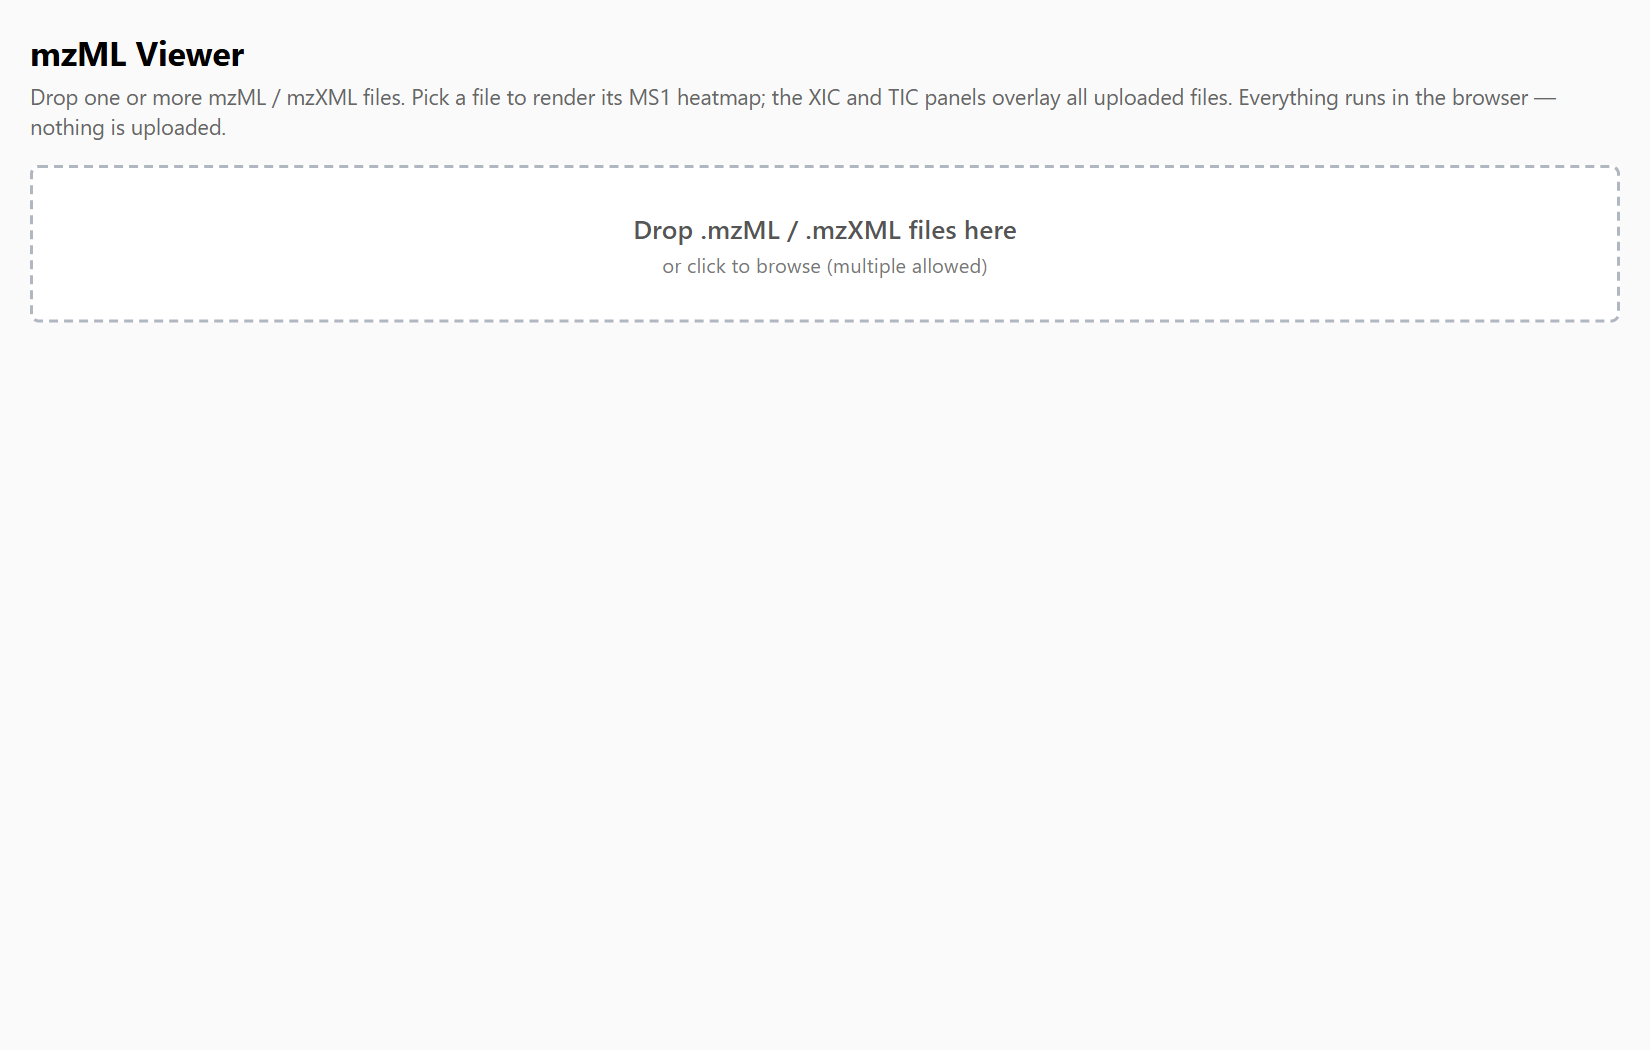 mzML Viewer
Drop one or more mzML / mzXML files. Pick a file to render its MS1 heatmap; the XIC and TIC panels overlay all uploaded files. Everything runs in the browser —
nothing is uploaded.
Drop .mzML / .mzXML files here
or click to browse (multiple allowed)